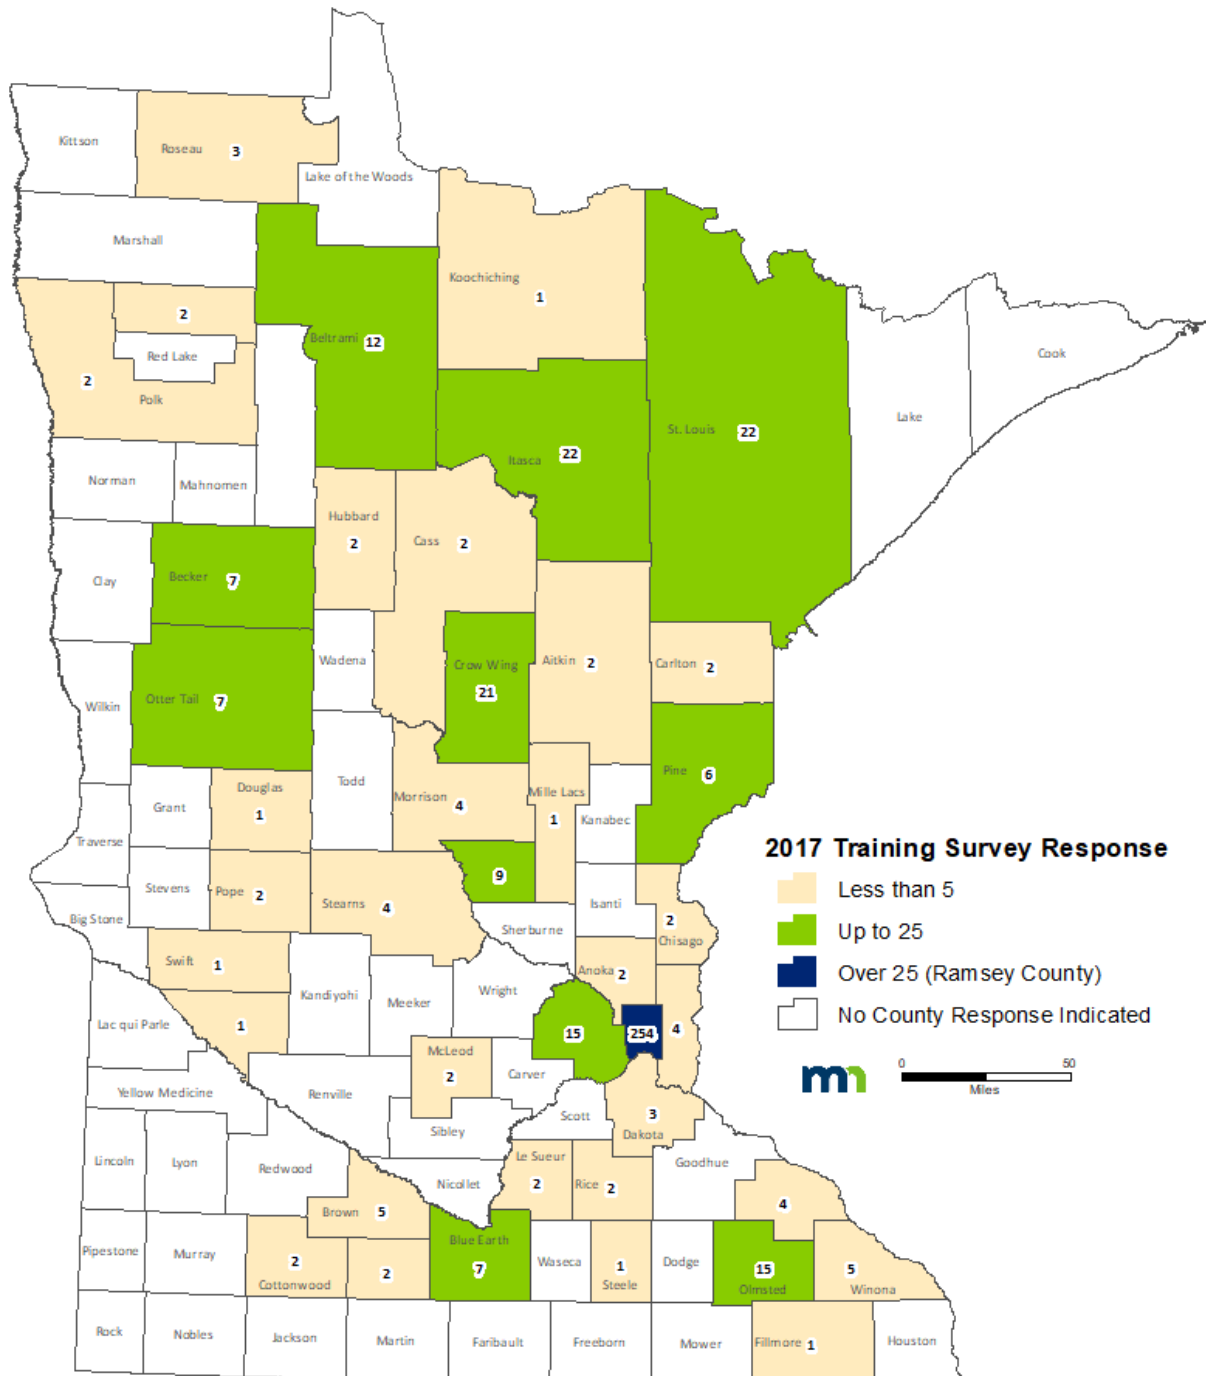 Kittson
Roseau 3
Lake of the Woods
Marshall
Koochiching
1
2
Beltrami 12
Red Lake
2
Polk
Cook
Lake
St. Louis 22
Itasca 22
Norman
Mahnomen
Hubbard
2
Cass 2
Clay
Becker 7
Wadena
Crow Wing
21
Aitkin 2
Carlton 2
Otter Tail 7
Wilkin
Todd
Pine 6
Douglas
1
Grant
Morrison 4
Mille Lacs
1
Kanabec
Traverse
2017 Training Survey Response
Less than 5
Up to 25
Over 25 (Ramsey County)
No County Response Indicated
0 50
Miles
mn
Stevens
Pope 2
Stearns 4
9
Isanti
Big Stone
Sherburne
2
Chisago
Swift 1
Anoka 2
Kandiyohi
Meeker
Wright
Lac qui Parle
1
15
254
4
McLeod
2
Carver
Yellow Medicine
Renville
Scott
3
Dakota
Sibley
Lincoln
Lyon
Redwood
Nicollet
Le Sueur
2
Rice 2
Goodhue
4
Brown 5
Pipestone
Murray
2
Cottonwood
2
Blue Earth
7
Waseca
1
Steele
Dodge
15
Olmsted
5
Winona
Rock
Nobles
Jackson
Martin
Faribault
Freeborn
Mower
Fillmore 1
Houston